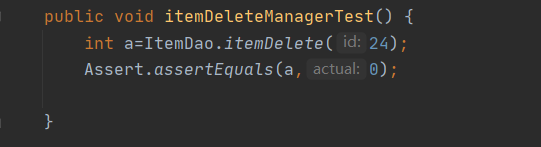 public void itemDeleteManagerTest() {
int a=ItemDao.itemDelete( id: 24);
Assert.assertEquals(a, actual: 0);
}